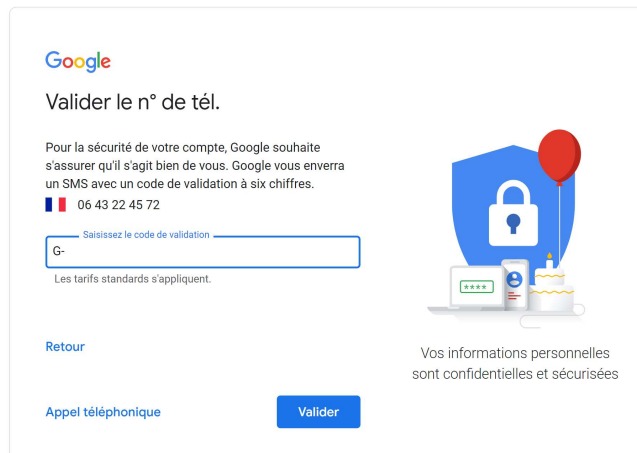 Google
Valider le n° de tél.
Pour la sécurité de votre compte, Google souhaite
s'assurer qu'il s'agit bien de vous. Google vous enverra
un SMS avec un code de validation à six chiffres.
06 43 22 45 72
Saisissez le code de validation
G-
Les tarifs standards s'appliquent.
Retour
Appel téléphonique
Valider
****
Vos informations personnelles
sont confidentielles et sécurisées